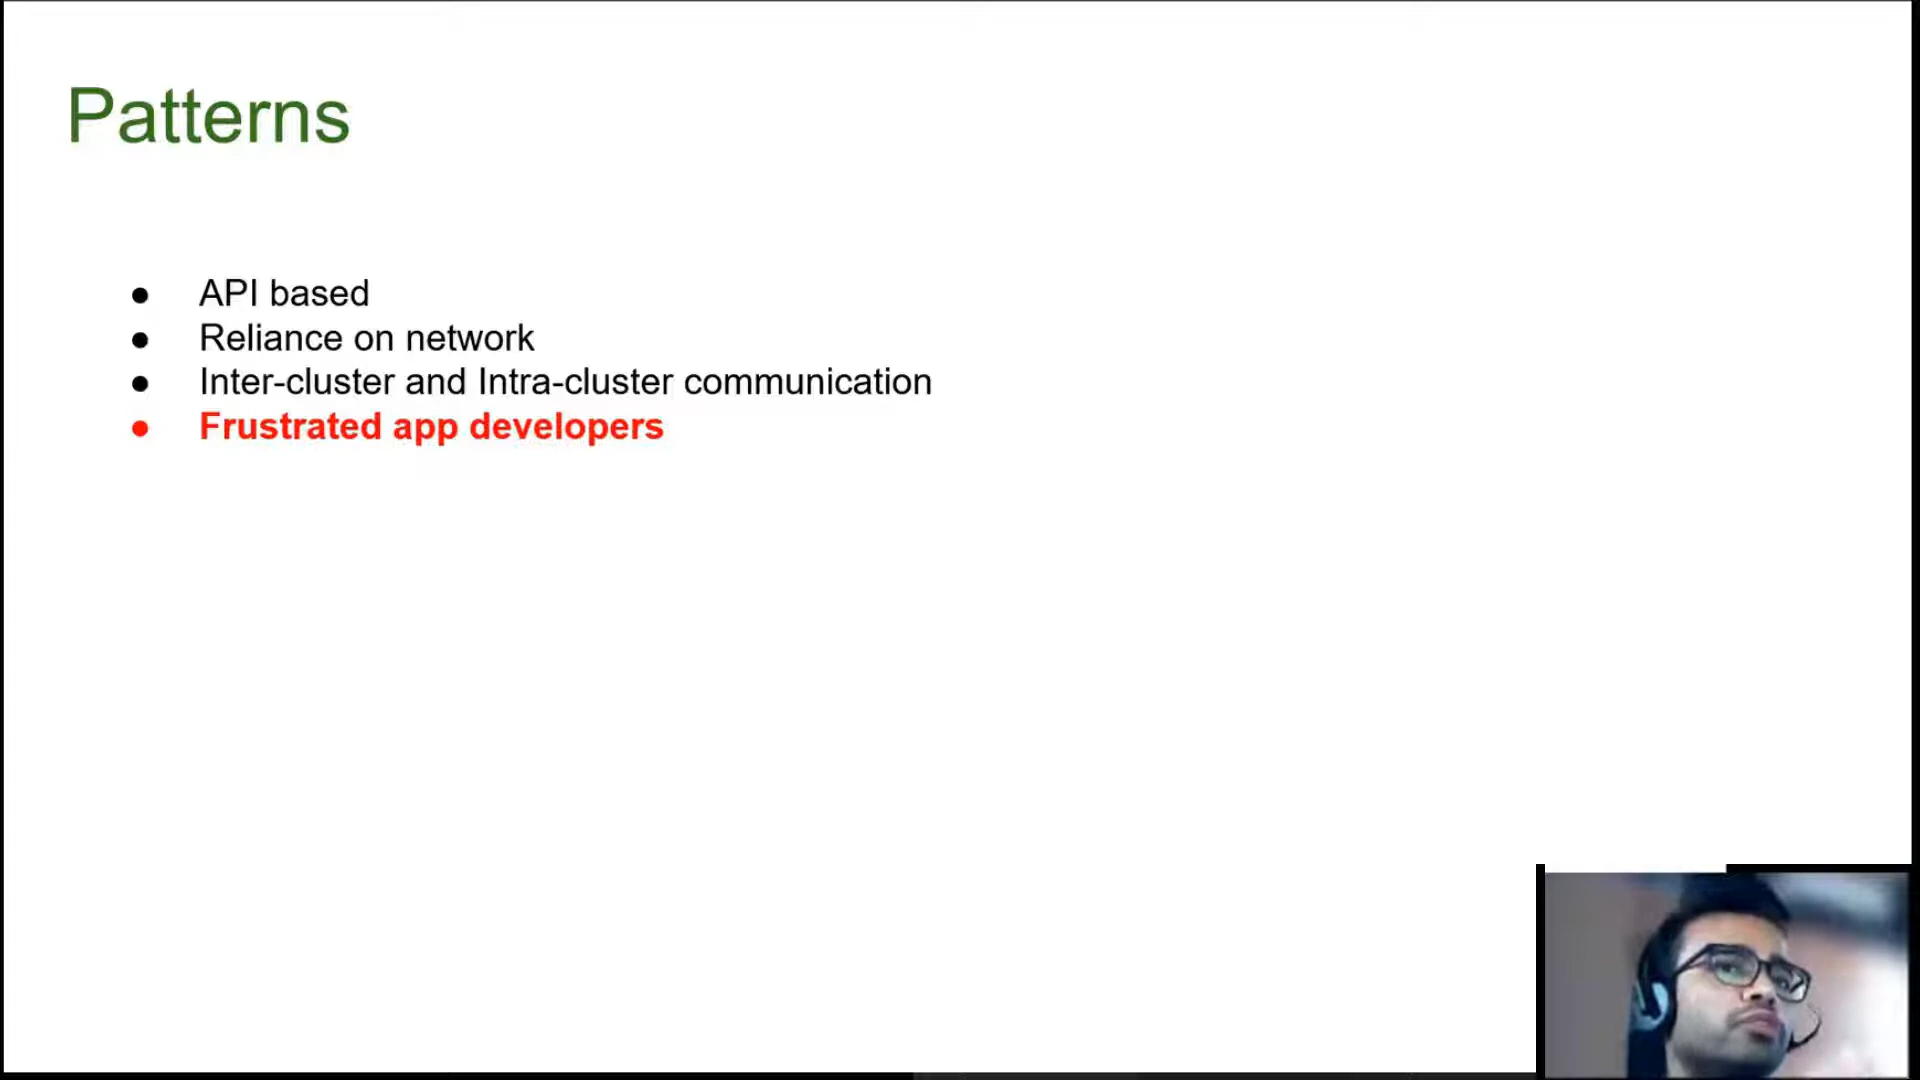 Patterns
● API based
● Reliance on network
● Inter-cluster and Intra-cluster communication
● Frustrated app developers